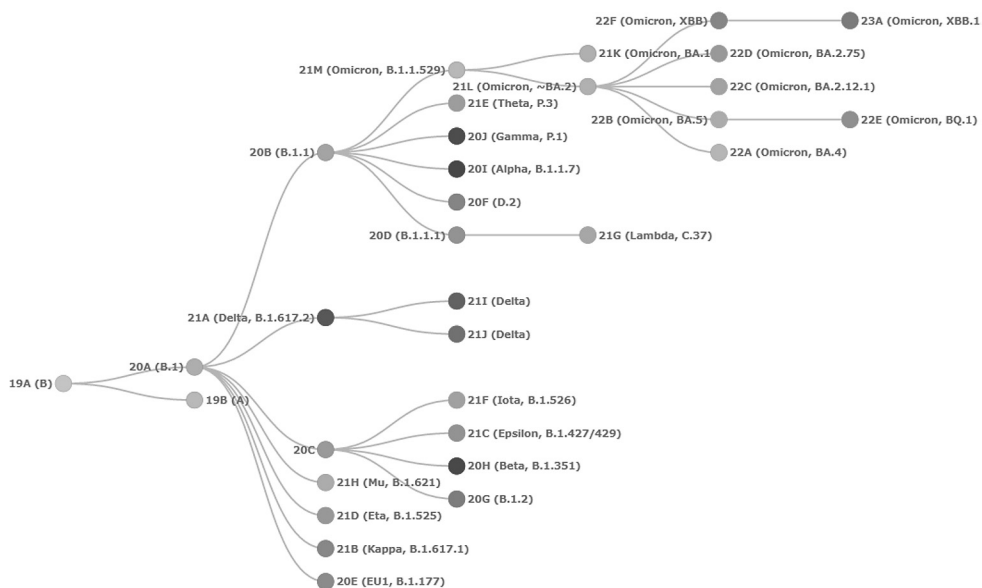 22F (Omicron, XBB)
23A (Omicron, XBB.1
21K (Omicron, BA.1
22D (Omicron, BA.2.75)
21M (Omicron, B.1.1.529)
21L (Omicron, ~BA.2)
22C (Omicron, BA.2.12.1)
21E (Theta, P.3)
22B (Omicron, BA.5)
22E (Omicron, BQ.1)
20J (Gamma, P.1)
20B (B.1.1)
22A (Omicron, BA.4)
20I (Alpha, B.1.1.7)
20F (D.2)
20D (B.1.1.1)
21G (Lambda, C.37)
21I (Delta)
21A (Delta, B.1.617.2)
21J (Delta)
20A (B.1)
19A (B)
19B (A)
21F (Iota, B.1.526)
21C (Epsilon, B.1.427/429)
20C
20H (Beta, B.1.351)
21H (Mu, B.1.621)
20G (B.1.2)
21D (Eta, B.1.525)
21B (Kappa, B.1.617.1)
20E (EU1, B.1.177)